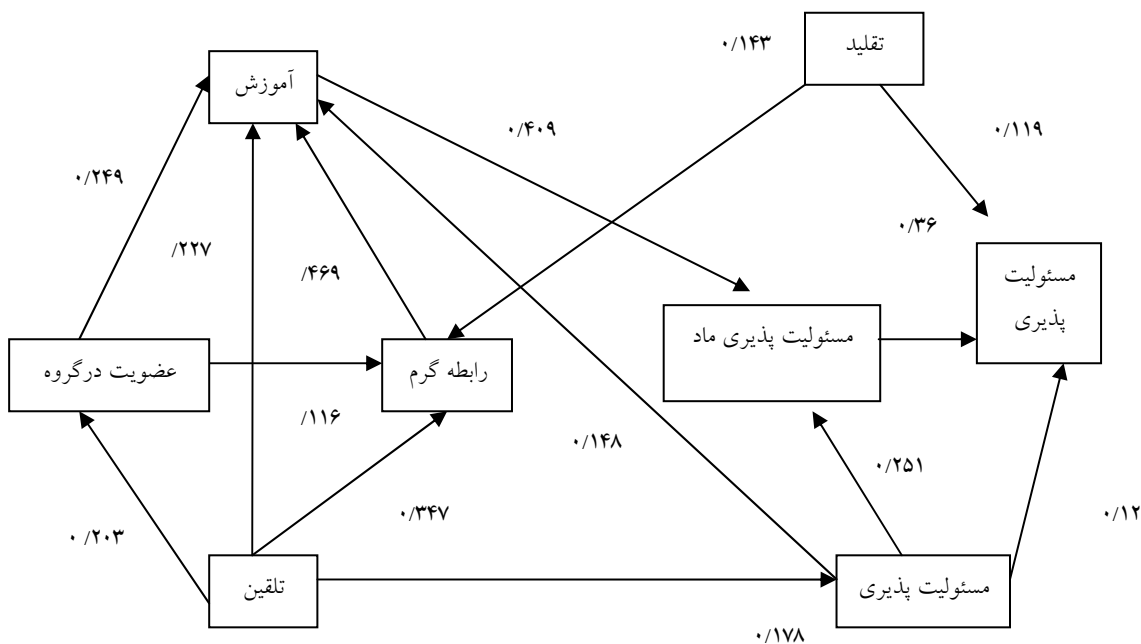 تقلید
۰/۱۴۳
آموزش
۰/۴۰۹
۰/۱۱۹
۰/۲۴۹
/۲۲۷
/۴۶۹
۰/۳۶
مسئولیت
پذیری
مسئولیت پذیری ماد
رابطه گرم
عضویت درگروه
/۱۱۶
۰/۱۴۸
۰/۲۵۱
۰/۲۰۳
۰/۳۴۷
۰/۱۲
تلقین
مسئولیت پذیری
۰/۱۷۸